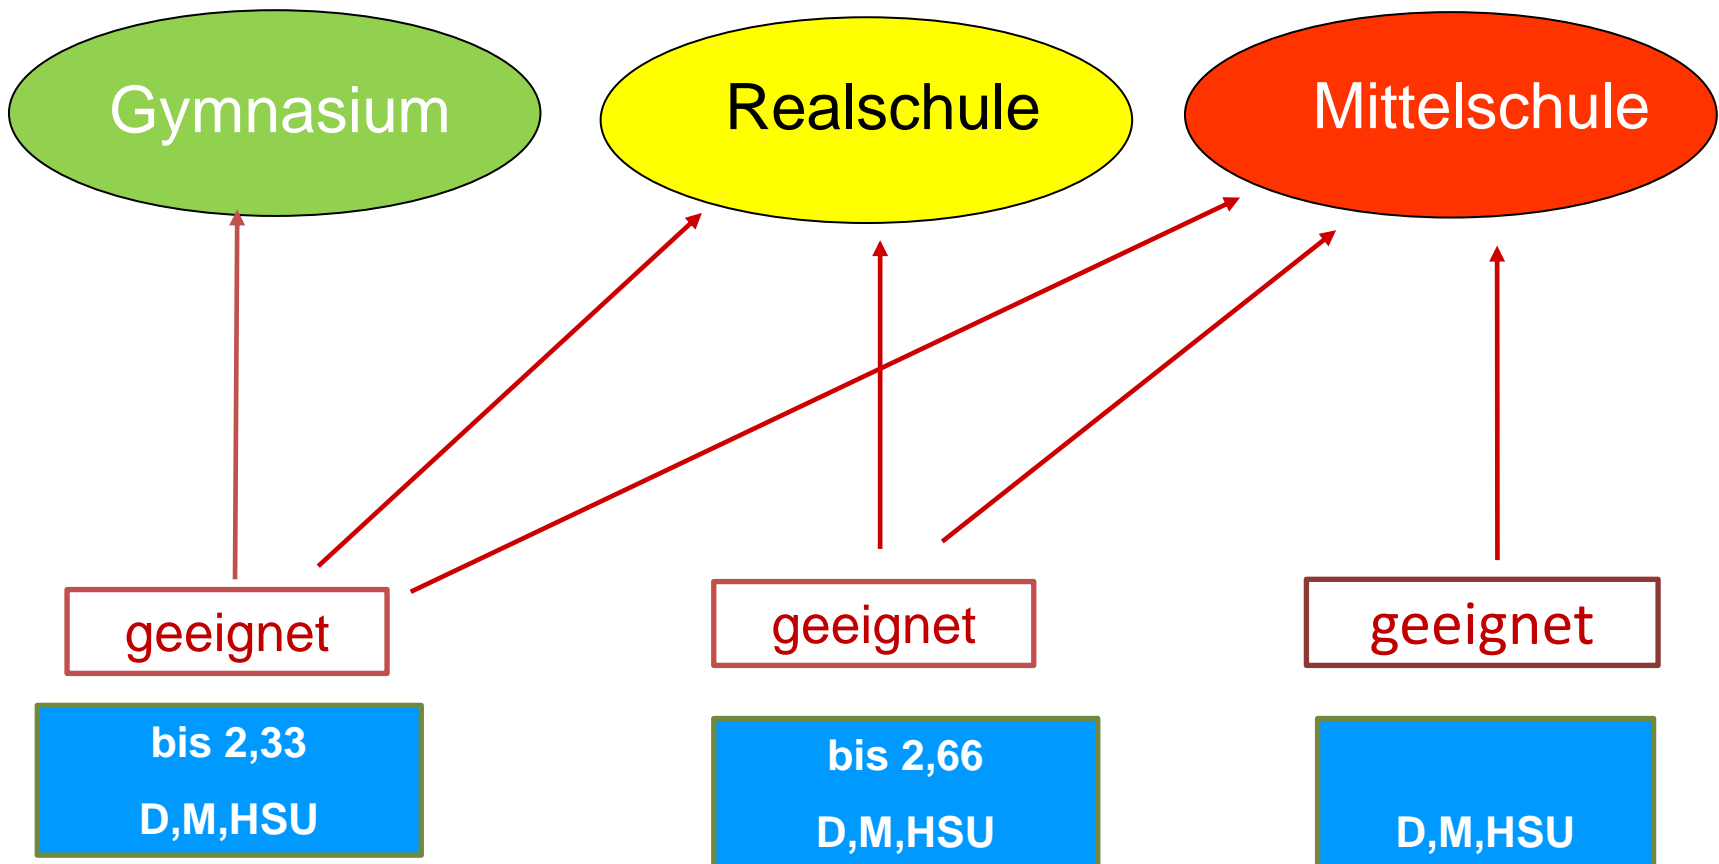 Gymnasium
Realschule
Mittelschule
geeignet
geeignet
geeignet
bis 2,33
D,M,HSU
bis 2,66
D,M,HSU
D,M,HSU